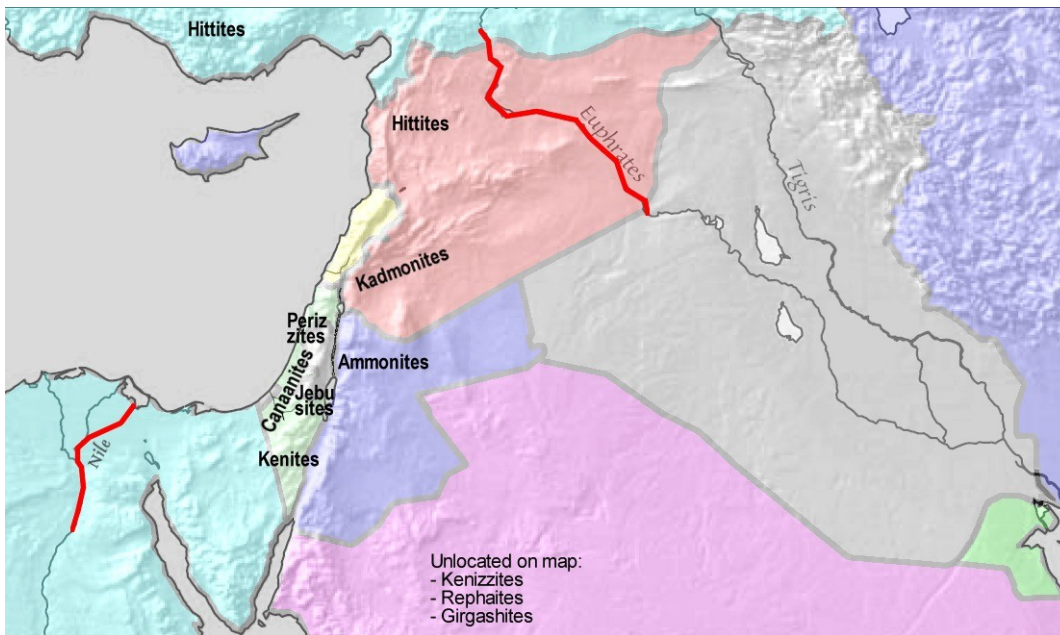 Hittites
Hittites
Euphrates
Tigris
Kadmonites
Periz
zites
Ammonites
Canaanites
Jebu
sites
Nile
Kenites
Unlocated on map:
- Kenizzites
- Rephaites
- Girgashites